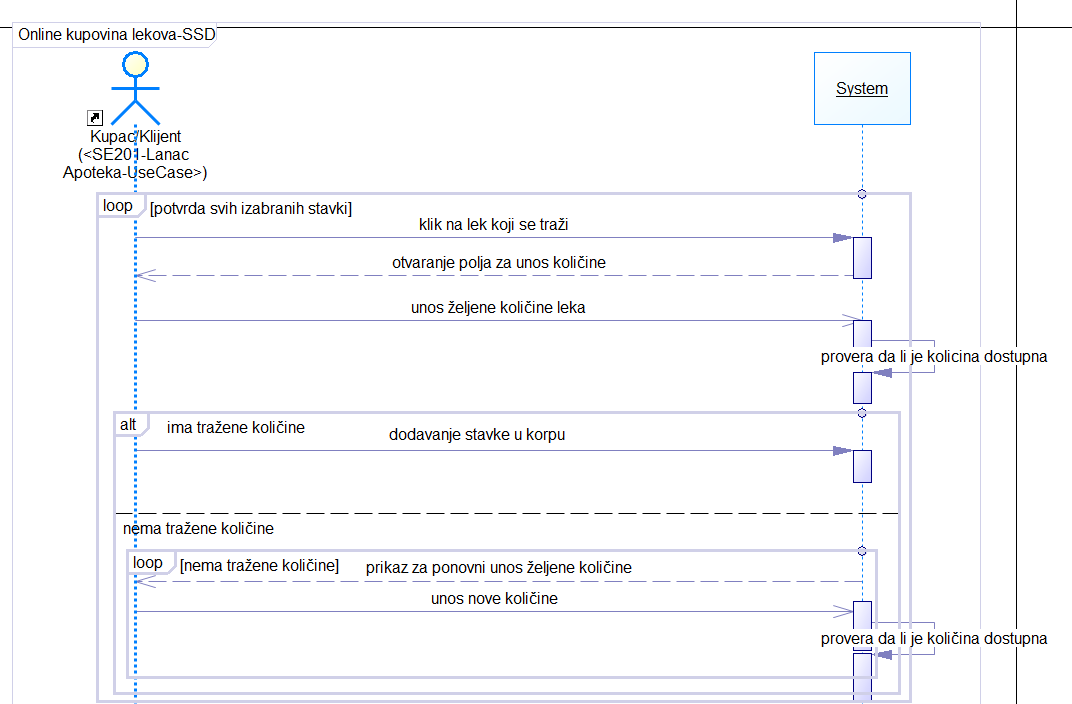 Online kupovina lekova-SSD
System
Kupac/Klijent
(<SE201-Lanac
Apoteka-UseCase>)
loop
[potvrda svih izabranih stavki]
klik na lek koji se traži
otvaranje polja za unos količine
unos željene količine leka
provera da li je kolicina dostupna
alt
ima tražene količine
dodavanje stavke u korpu
nema tražene količine
loop
[nema tražene količine]
prikaz za ponovni unos željene količine
unos nove količine
provera da li je količina dostupna